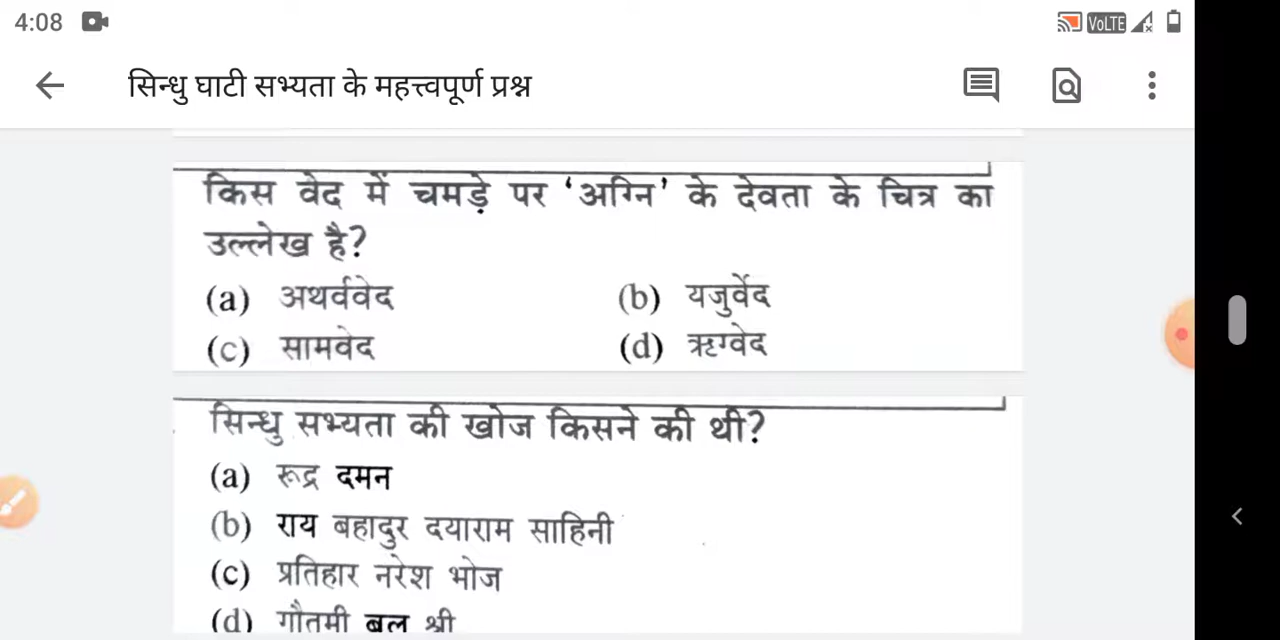 4:08
VoLTE
सिन्धु घाटी सभ्यता के महत्त्वपूर्ण प्रश्न
किस वेद में चमड़े पर ‘अग्नि’ के देवता के चित्र का
उल्लेख है?
(a) अथर्ववेद (b) यजुर्वेद
(c) सामवेद (d) ऋग्वेद
सिन्धु सभ्यता की खोज किसने की थी?
(a) रूद्र दमन
(b) राय बहादुर दयाराम साहिनी
(c) प्रतिहार नरेश भोज
(d) गौतमी बल श्री